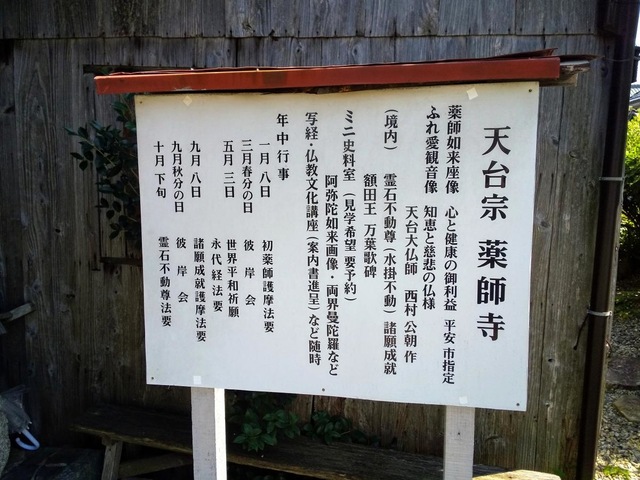 天台宗 薬師寺
薬師如来座像 心と健康の御利益 平安 市指定
ふれ愛観音像 知恵と慈悲の仏様
天台大仏師 西村 公朝 作
(境内) 霊石不動尊(水掛不動)諸願成就
額田王 万葉歌碑
ミニ史料室(見学希望 要予約)
阿弥陀如来画像・両界曼陀羅など
写経・仏教文化講座(案内書進呈)など随時
年中行事
一月 八日 初薬師護摩法要
三月春分の日 彼岸会
五月 三日 世界平和祈願
永代経法要
九月 八日 諸願成就護摩法要
九月秋分の日 彼岸会
十月 下旬 霊石不動尊法要